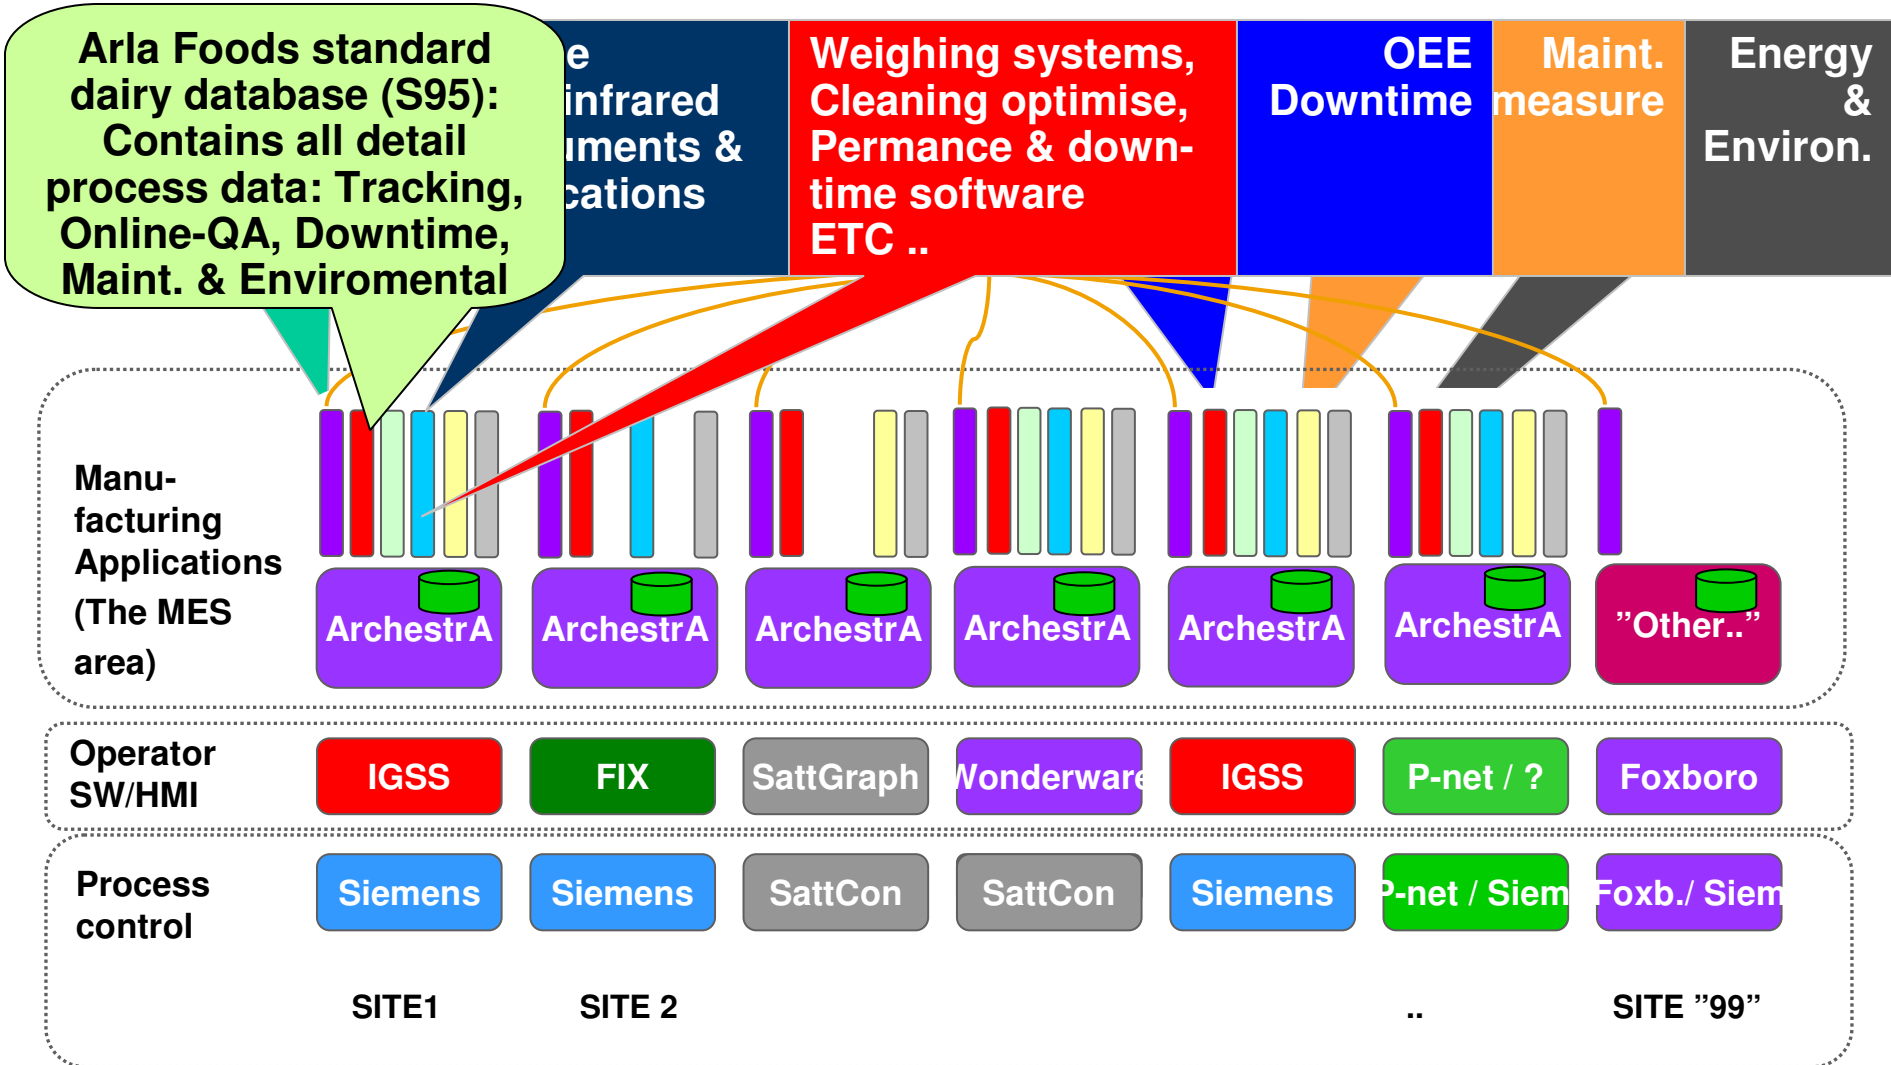 Arla Foods standard
dairy database (S95):
Contains all detail
process data: Tracking,
Online-QA, Downtime,
Maint. & Enviromental
infrared
&
Weighing systems,
Cleaning optimise,
Permance & down-
time software
ETC ..
OEE
Downtime
Maint.
measure
Energy
&
Environ.
Manu-
facturing
Applications
(The MES
area)
ArchestrA
ArchestrA
ArchestrA
ArchestrA
ArchestrA
ArchestrA
”Other..”
Operator
SW/HMI
IGSS
FIX
SattGraph
Wonderware
IGSS
P-net / ?
Foxboro
Process
control
Siemens
Siemens
SattCon
SattCon
Siemens
P-net / Siem
Foxb./ Siem
SITE1
SITE 2
..
SITE ”99”